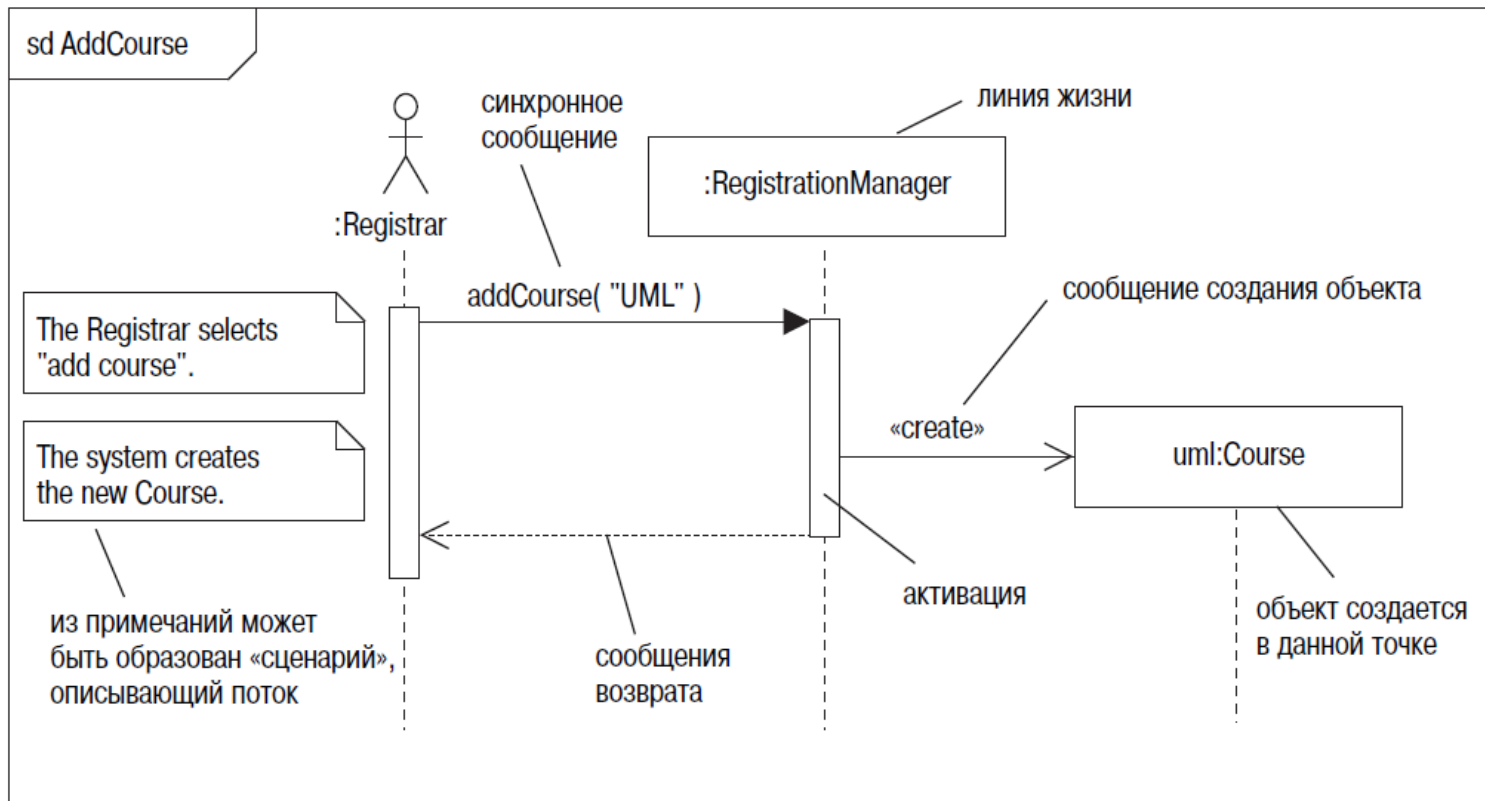 sd AddCourse
синхронное
сообщение
линия жизни
:RegistrationManager
:Registrar
addCourse( "UML" )
сообщение создания объекта
The Registrar selects
"add course".
«create»
uml:Course
The system creates
the new Course.
активация
объект создается
в данной точке
из примечаний может
быть образован «сценарий»,
описывающий поток
сообщения
возврата